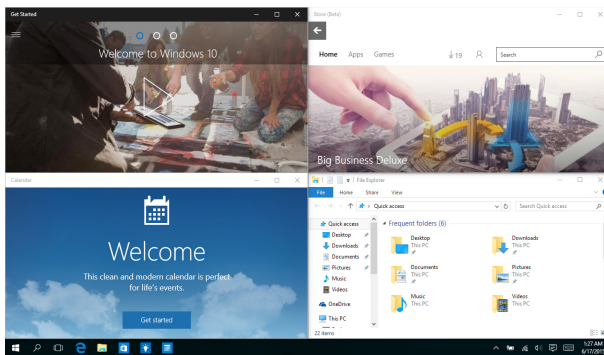 Get Started
Welcome to Windows 10
Store (Beta)
Home Apps Games
19
Search
Big Business Deluxe
Calendar
Welcome
This clean and modern calendar is perfect
for life's events.
Get started
File Explorer
File Home Share View
Quick access
Search Quick access
Quick access
Desktop
Downloads
Documents
Pictures
Music
Videos
OneDrive
This PC
22 items
Frequent folders (6)
Desktop
This PC
Downloads
This PC
Documents
This PC
Pictures
This PC
Music
This PC
Videos
This PC
1:27 AM